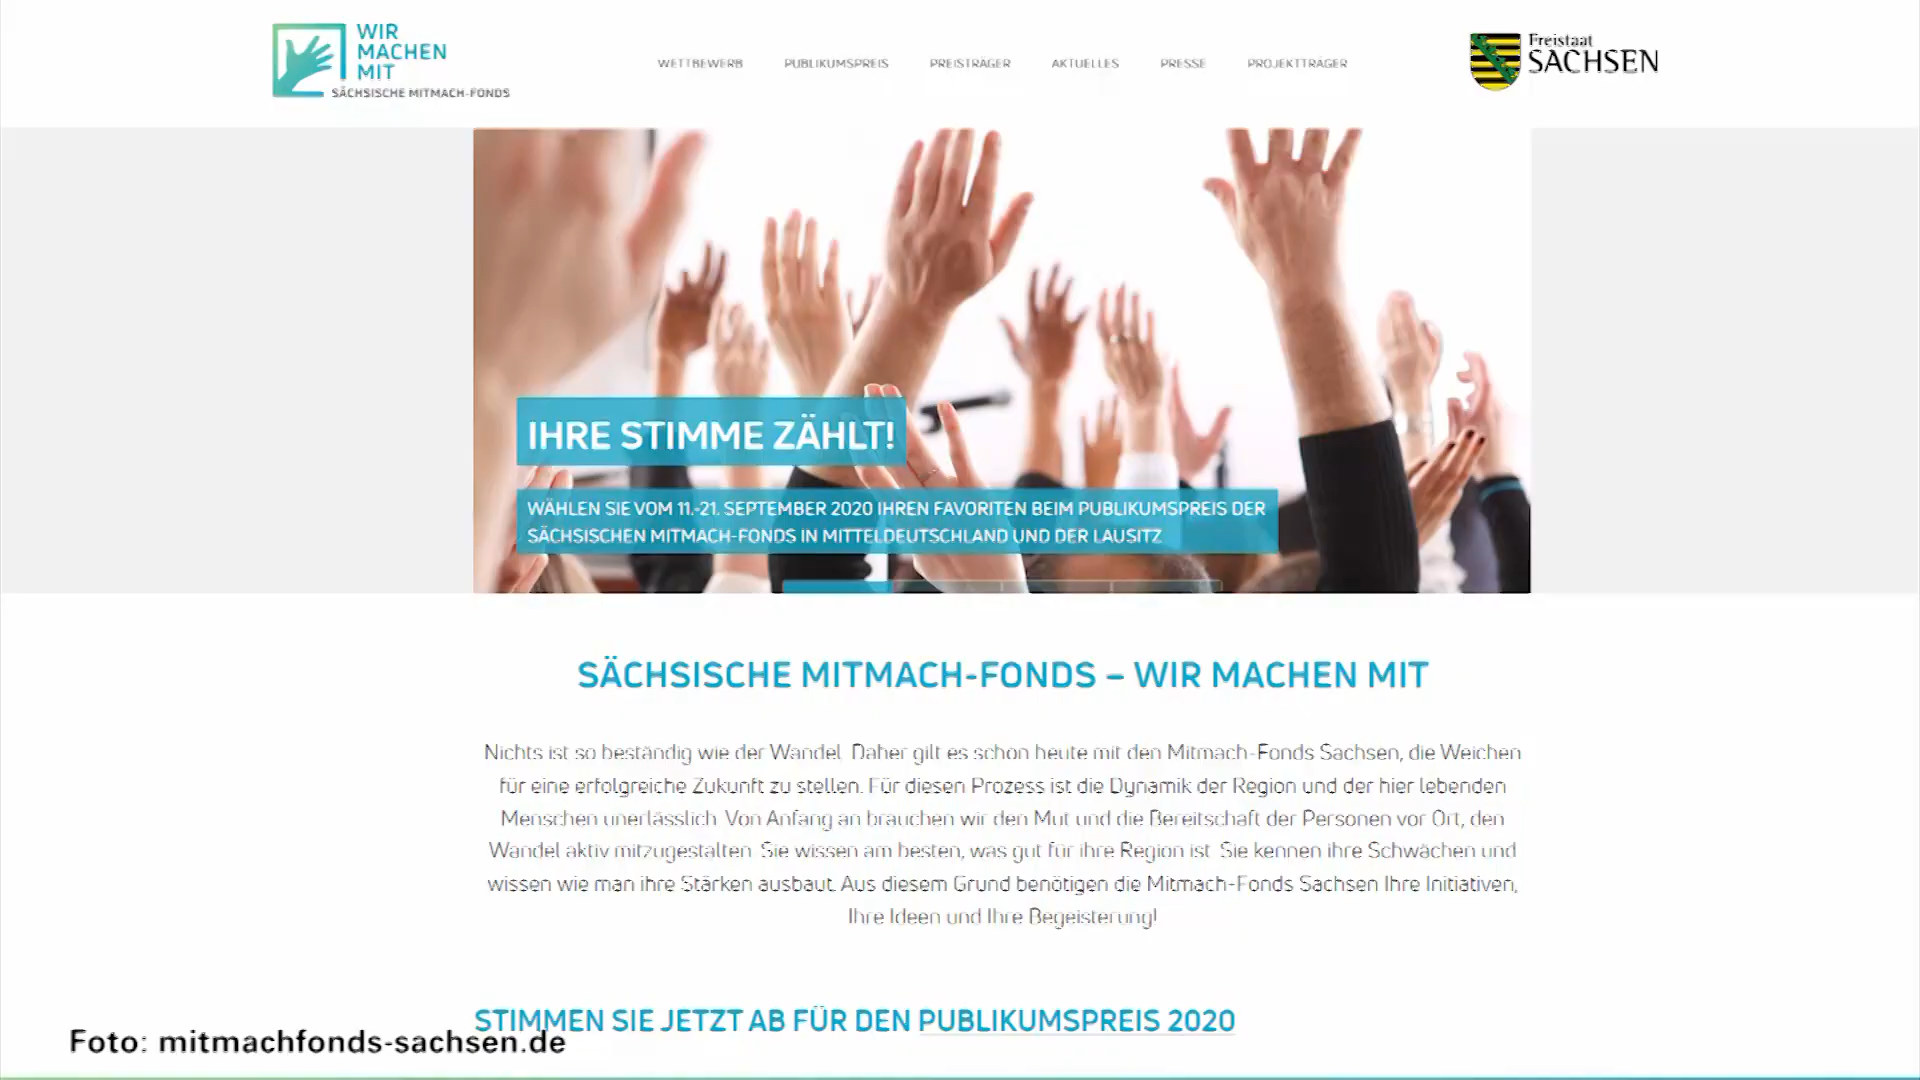 WIR
MACHEN
MIT
SÄCHSISCHE MITMACH-FONDS
WETTBEWERB PUBLIKUMSPREIS PREISTRÄGER AKTUELLES PRESSE PROJEKTTRÄGER
Freistaat
SACHSEN
IHRE STIMME ZÄHLT!
WÄHLEN SIE VOM 11.-21. SEPTEMBER 2020 IHREN FAVORITEN BEIM PUBLIKUMSPREIS DER
SÄCHSISCHEN MITMACH-FONDS IN MITTELDEUTSCHLAND UND DER LAUSITZ
SÄCHSISCHE MITMACH-FONDS – WIR MACHEN MIT
Nichts ist so beständig wie der Wandel. Daher gilt es schon heute mit den Mitmach-Fonds Sachsen, die Weichen
für eine erfolgreiche Zukunft zu stellen. Für diesen Prozess ist die Dynamik der Region und der hier lebenden
Menschen unerlässlich. Von Anfang an brauchen wir den Mut und die Bereitschaft der Personen vor Ort, den
Wandel aktiv mitzugestalten. Sie wissen am besten, was gut für ihre Region ist. Sie kennen ihre Schwächen und
wissen wie man ihre Stärken ausbaut. Aus diesem Grund benötigen die Mitmach-Fonds Sachsen Ihre Initiativen,
Ihre Ideen und Ihre Begeisterung!
STIMMEN SIE JETZT AB FÜR DEN PUBLIKUMSPREIS 2020
Foto: mitmachfonds-sachsen.de